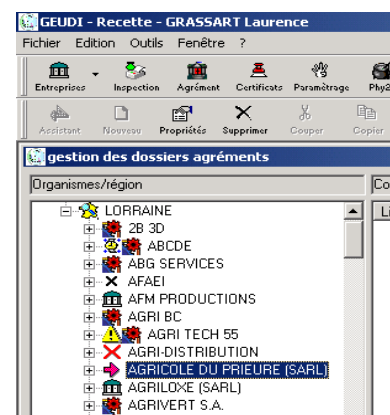 GEUDI - Recette - GRASSART Laurence
Fichier Edition Outils Fenêtre ?
Entreprises Inspection Agrément Certificats Paramètrage Phy2
Assistant Nouveau Propriétés Supprimer Couper Copier
gestion des dossiers agréments
Organismes/région Co
LORRAINE Li
2B 3D
ABCDE
ABG SERVICES
AFAEI
AFM PRODUCTIONS
AGRI BC
AGRI TECH 55
AGRI-DISTRIBUTION
AGRICOLE DU PRIEURE (SARL)
AGRILOXE (SARL)
AGRIVERT S.A.